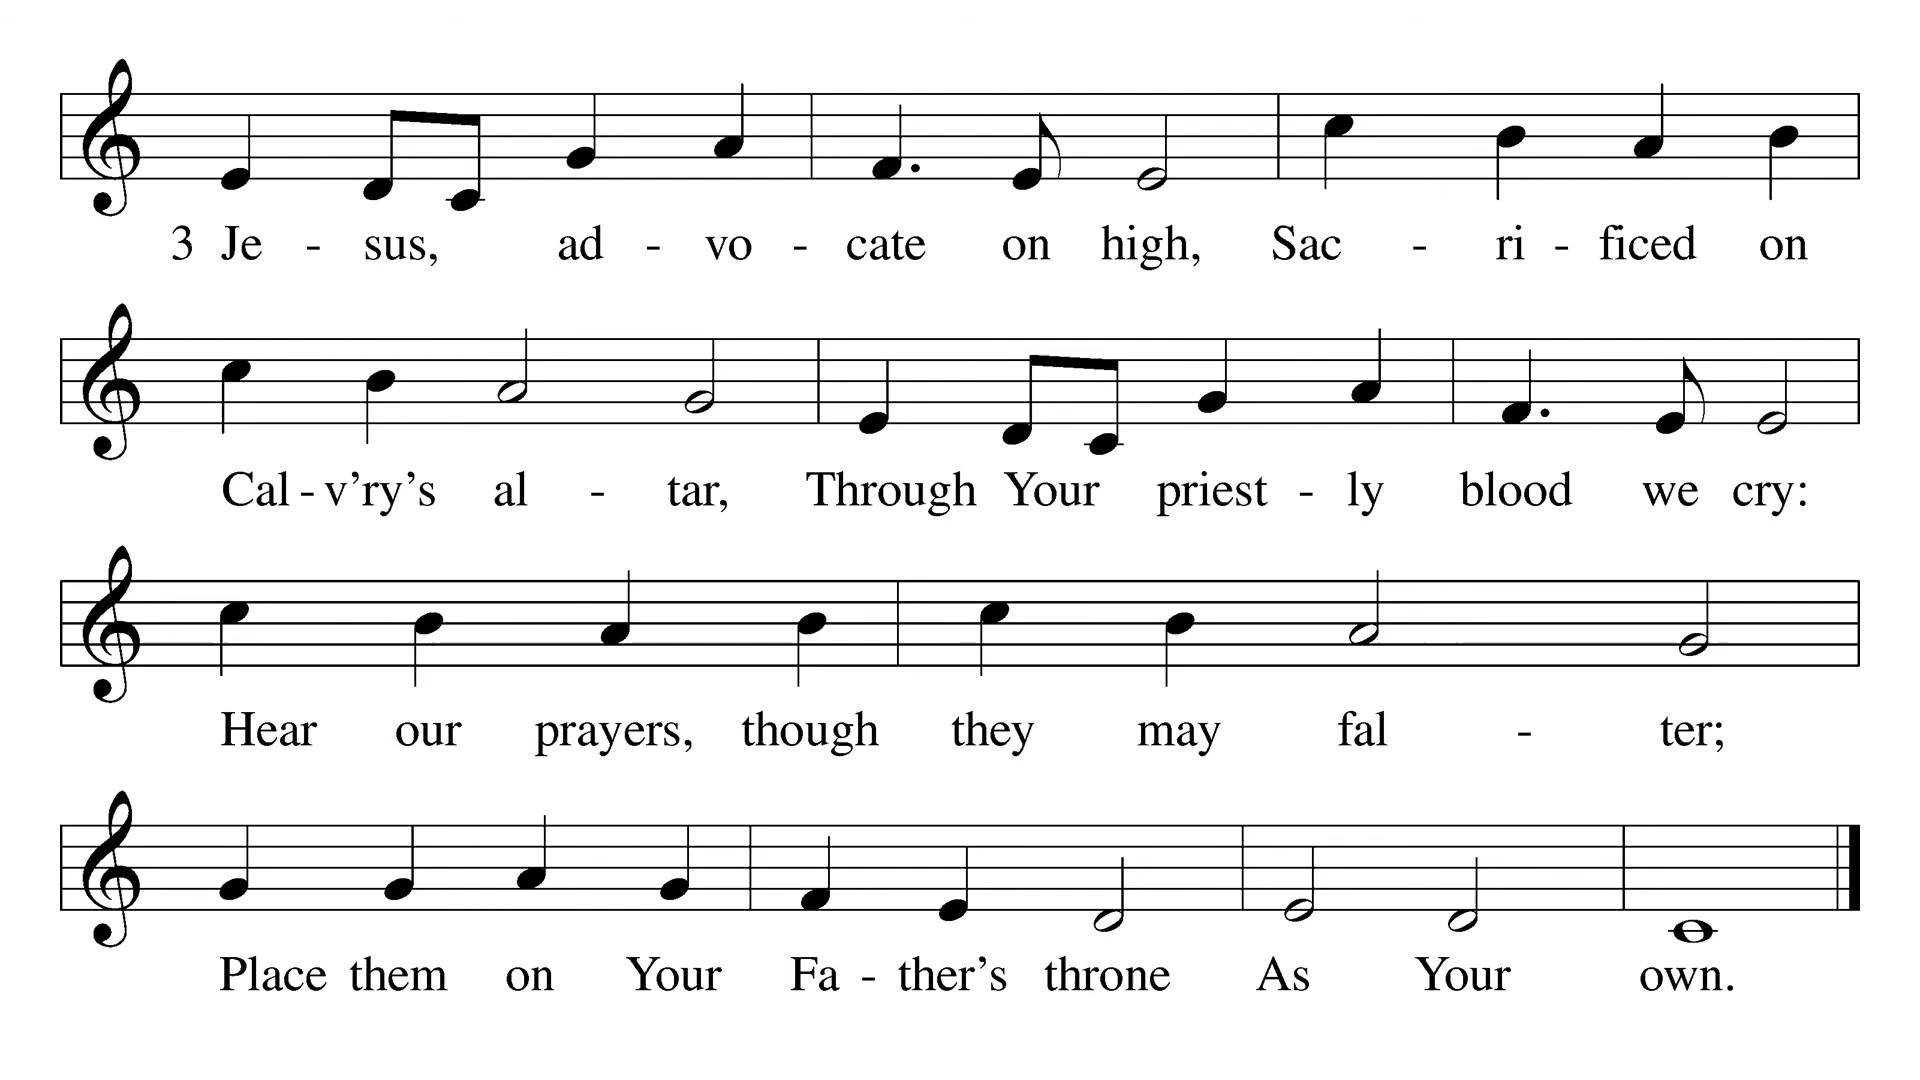 3 Je - sus, ad - vo - cate on high, Sac - ri - ficed on
Cal - v’ry’s al - tar, Through Your priest - ly blood we cry:
Hear our prayers, though they may fal - ter;
Place them on Your Fa - ther’s throne As Your own.